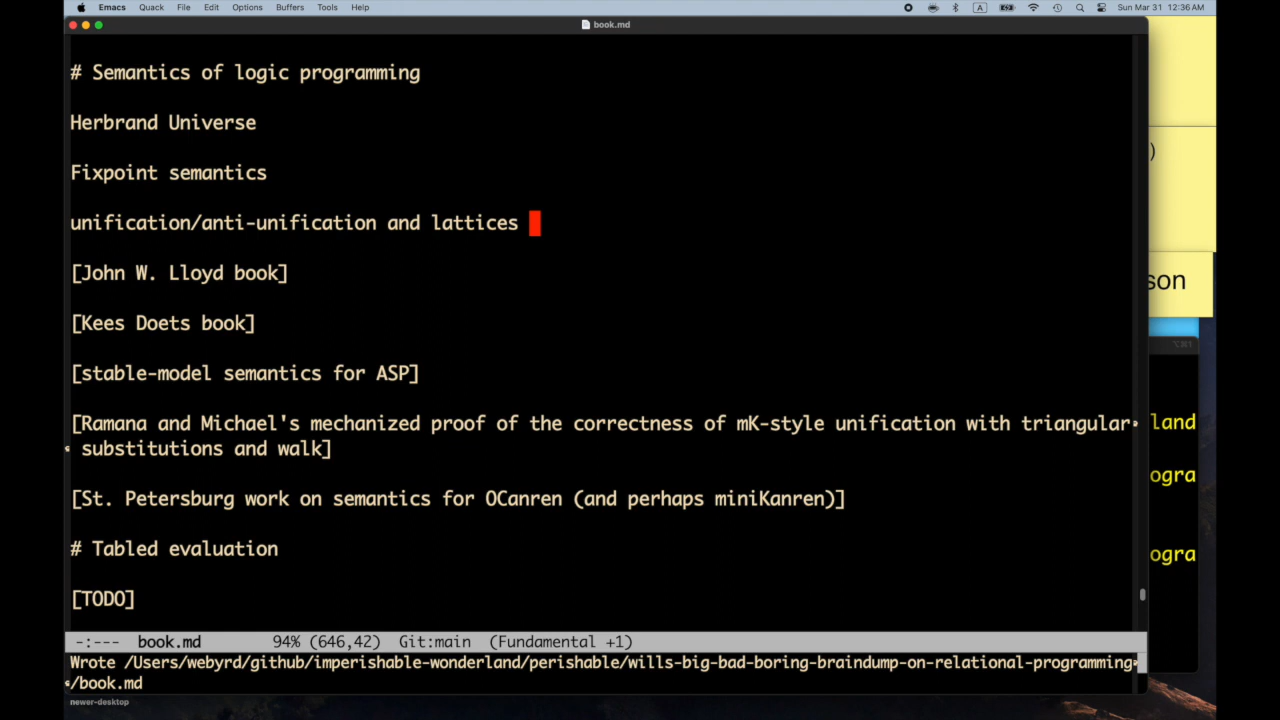 Emacs Quack File Edit Options Buffers Tools Help
A
Sun Mar 31 12:36 AM
book.md
# Semantics of logic programming
Herbrand Universe
Fixpoint semantics
unification/anti-unification and lattices
[John W. Lloyd book]
[Kees Doets book]
[stable-model semantics for ASP]
[Ramana and Michael's mechanized proof of the correctness of mK-style unification with triangular
substitutions and walk]
[St. Petersburg work on semantics for OCanren (and perhaps miniKanren)]
# Tabled evaluation
[TODO]
-:--- book.md 94% (646,42) Git:main (Fundamental +1)
Wrote /Users/webyrd/github/imperishable-wonderland/perishable/wills-big-bad-boring-braindump-on-relational-programming
/book.md
newer-desktop
)
son
land
ogra
ogra